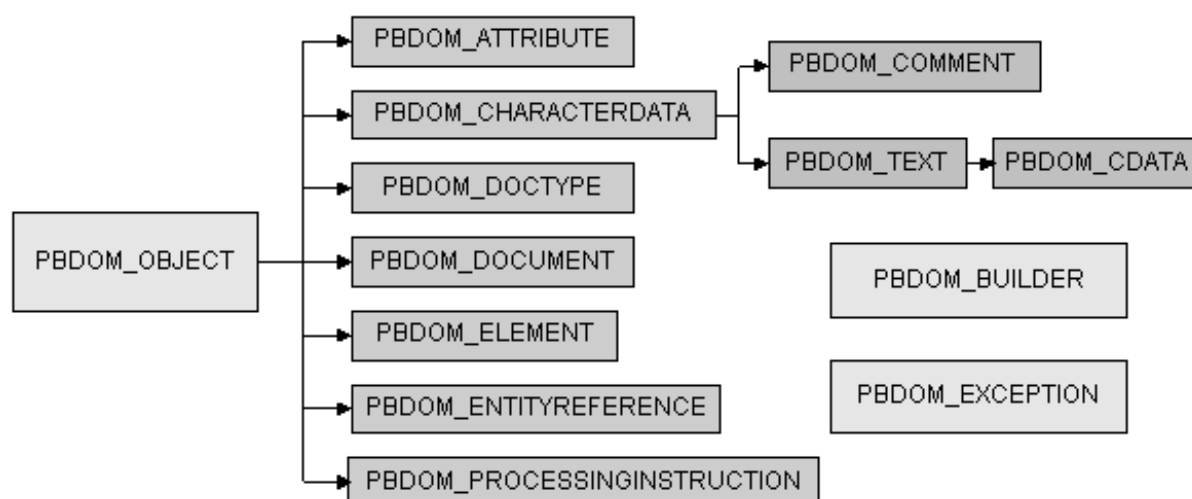 PBDOM_OBJECT
PBDOM_ATTRIBUTE
PBDOM_CHARACTERDATA
PBDOM_COMMENT
PBDOM_TEXT
PBDOM_CDATA
PBDOM_DOCTYPE
PBDOM_DOCUMENT
PBDOM_ELEMENT
PBDOM_ENTITYREFERENCE
PBDOM_PROCESSINGINSTRUCTION
PBDOM_BUILDER
PBDOM_EXCEPTION